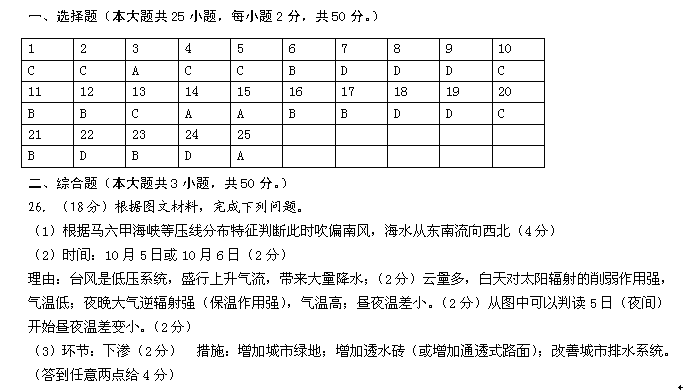 一、选择题（本大题共25小题，每小题2分，共50分。）
1 2 3 4 5 6 7 8 9 10
C C A C C B D D D C
11 12 13 14 15 16 17 18 19 20
B B C A A B B D D C
21 22 23 24 25
B D B D A
二、综合题（本大题共3小题，共50分。）
26．（18分）根据图文材料，完成下列问题。
（1）根据马六甲海峡等压线分布特征判断此时吹偏南风，海水从东南流向西北（4分）
（2）时间：10月5日或10月6日（2分）
理由：台风是低压系统，盛行上升气流，带来大量降水；（2分）云量多，白天对太阳辐射的削弱作用强，
气温低；夜晚大气逆辐射强（保温作用强），气温高；昼夜温差小。（2分）从图中可以判读5日（夜间）
开始昼夜温差变小。（2分）
（3）环节：下渗（2分） 措施：增加城市绿地；增加透水砖（或增加通透式路面）；改善城市排水系统。
（答到任意两点给4分）